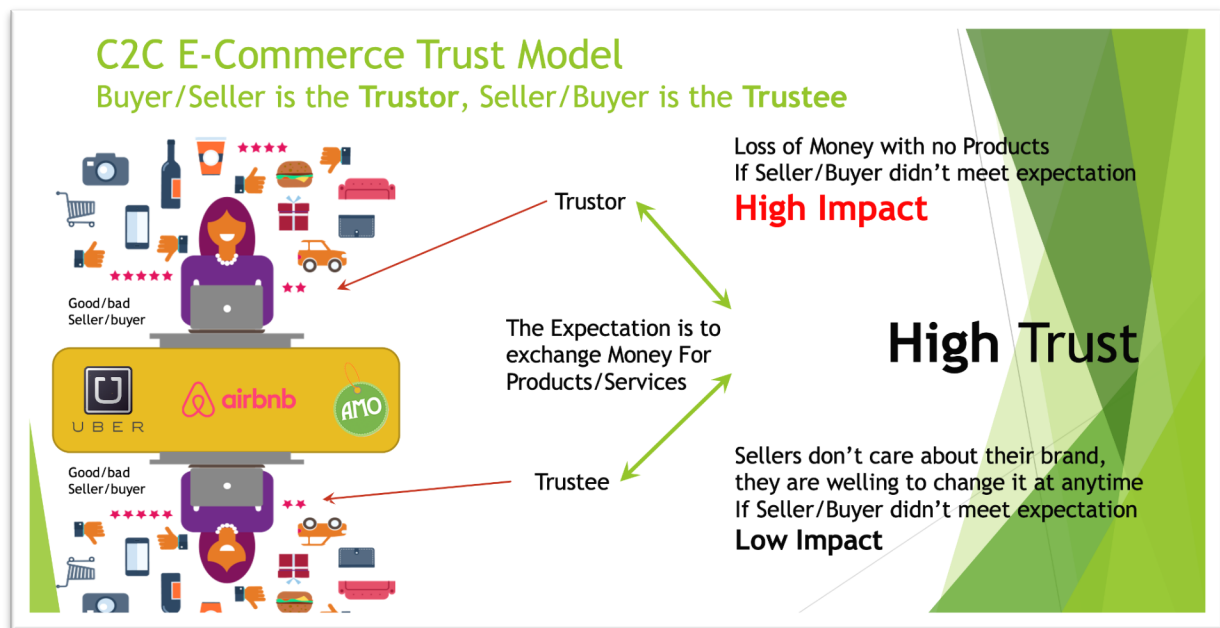 C2C E-Commerce Trust Model
Buyer/Seller is the Trustor, Seller/Buyer is the Trustee
Good/bad
Seller/buyer
U
UBER
airbnb
AMO
Good/bad
Seller/buyer
Trustor
The Expectation is to
exchange Money For
Products/Services
Trustee
Loss of Money with no Products
If Seller/Buyer didn't meet expectation
High Impact
High Trust
Sellers don't care about their brand,
they are welling to change it at anytime
If Seller/Buyer didn't meet expectation
Low Impact